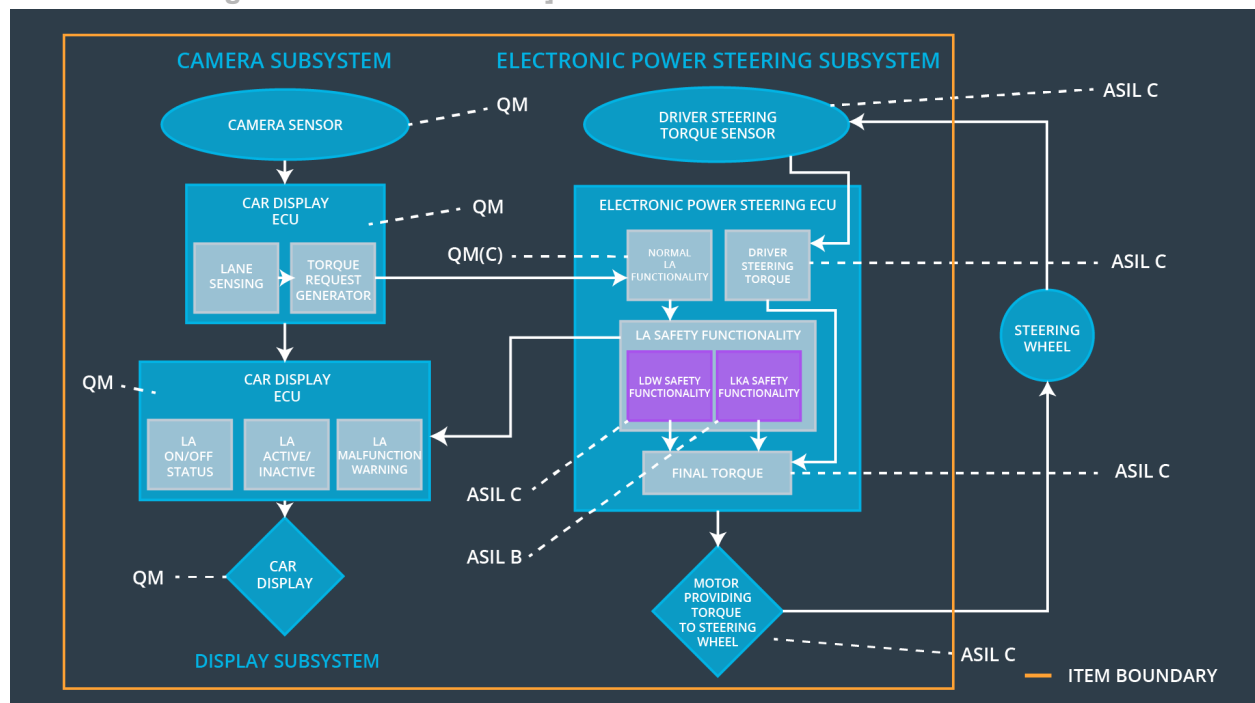 CAMERA SUBSYSTEM
ELECTRONIC POWER STEERING SUBSYSTEM
CAMERA SENSOR
QM
DRIVER STEERING
TORQUE SENSOR
ASIL C
CAR DISPLAY
ECU
QM
LANE
SENSING
TORQUE
REQUEST
GENERATOR
QM(C)
ELECTRONIC POWER STEERING ECU
NORMAL
LA
FUNCTIONALITY
DRIVER
STEERING
TORQUE
ASIL C
LA SAFETY FUNCTIONALITY
LDW SAFETY
FUNCTIONALITY
LKA SAFETY
FUNCTIONALITY
STEERING
WHEEL
QM
CAR DISPLAY
ECU
LA
ON/OFF
STATUS
LA
ACTIVE/
INACTIVE
LA
MALFUNCTION
WARNING
ASIL C
ASIL B
FINAL TORQUE
ASIL C
QM
CAR
DISPLAY
MOTOR
PROVIDING
TORQUE
TO STEERING
WHEEL
ASIL C
DISPLAY SUBSYSTEM
ITEM BOUNDARY